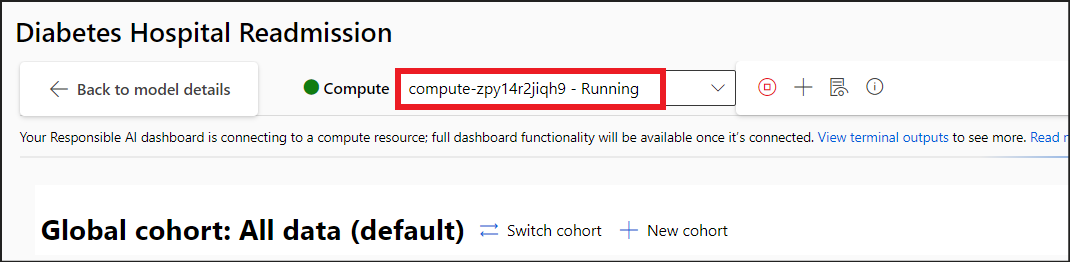 Diabetes Hospital Readmission
Back to model details
Compute
compute-zpy14r2jiqh9 - Running
Your Responsible AI dashboard is connecting to a compute resource; full dashboard functionality will be available once it's connected. View terminal outputs to see more. Read
Global cohort: All data (default)
Switch cohort
New cohort